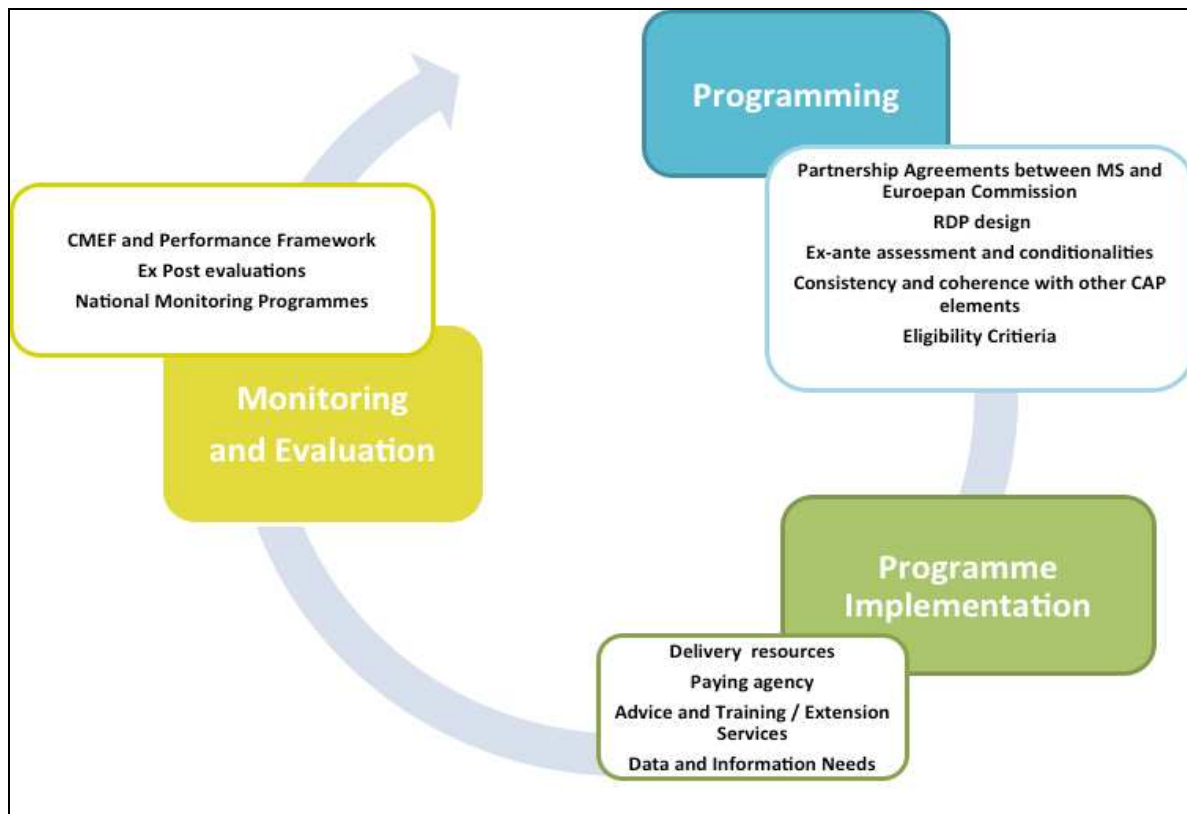 Programming
Partnership Agreements between MS and
Euroepan Commission
RDP design
Ex-ante assessment and conditionalities
Consistency and coherence with other CAP
elements
Eligibility Critieria
Programme
Implementation
Delivery resources
Paying agency
Advice and Training / Extension
Services
Data and Information Needs
CMEF and Performance Framework
Ex Post evaluations
National Monitoring Programmes
Monitoring
and Evaluation